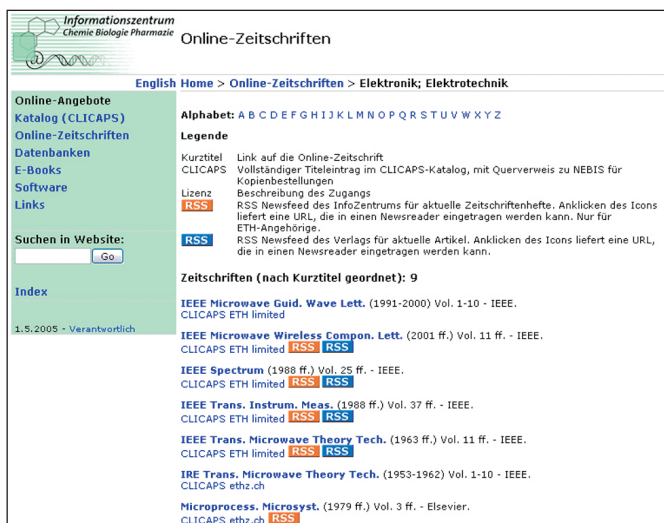 Informationszentrum
Chemie Biologie Pharmazie
Online-Zeitschriften
English Home > Online-Zeitschriften > Elektronik; Elektrotechnik
Online-Angebote
Katalog (CLICAPS)
Online-Zeitschriften
Datenbanken
E-Books
Software
Links
Suchen in Website:
Go
Index
1.5.2005 - Verantwortlich
Alphabet: A B C D E F G H I J K L M N O P Q R S T U V W X Y Z
Legende
Kurztitel Link auf die Online-Zeitschrift
CLICAPS Vollständiger Titeleintrag im CLICAPS-Katalog, mit Querverweis zu NEBIS für
Kopienbestellungen
Lizenz Beschreibung des Zugangs
RSS RSS Newsfeed des InfoZentrums für aktuelle Zeitschriftenhefte. Anklicken des Icons
liefert eine URL, die in einen Newsreader eingetragen werden kann. Nur für
ETH-Angehörige.
RSS RSS Newsfeed des Verlags für aktuelle Artikel. Anklicken des Icons liefert eine URL,
die in einen Newsreader eingetragen werden kann.
Zeitschriften (nach Kurztitel geordnet): 9
IEEE Microwave Guid. Wave Lett. (1991-2000) Vol. 1-10 - IEEE.
CLICAPS ETH limited
IEEE Microwave Wireless Compon. Lett. (2001 ff.) Vol. 11 ff. - IEEE.
CLICAPS ETH limited RSS RSS
IEEE Spectrum (1988 ff.) Vol. 25 ff. - IEEE.
CLICAPS ETH limited RSS RSS
IEEE Trans. Instrum. Meas. (1988 ff.) Vol. 37 ff. - IEEE.
CLICAPS ETH limited RSS RSS
IEEE Trans. Microwave Theory Tech. (1963 ff.) Vol. 11 ff. - IEEE.
CLICAPS ETH limited RSS RSS
IRE Trans. Microwave Theory Tech. (1953-1962) Vol. 1-10 - IEEE.
CLICAPS ethz.ch
Microprocess. Microsyst. (1979 ff.) Vol. 3 ff. - Elsevier.
CLICAPS ethz.ch RSS